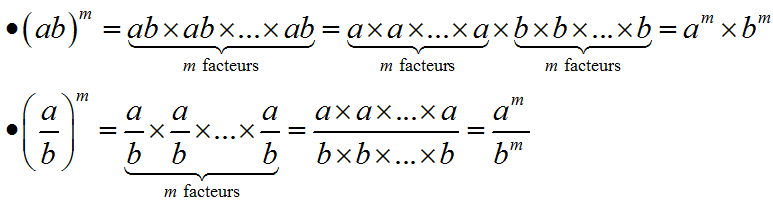 •(ab)^m = ab×ab×...×ab = a×a×...×a × b×b×...×b = a^m × b^m
m facteurs m facteurs m facteurs
•(a/b)^m = a/b × a/b ×...× a/b = a×a×...×a / b×b×...×b = a^m / b^m
m facteurs